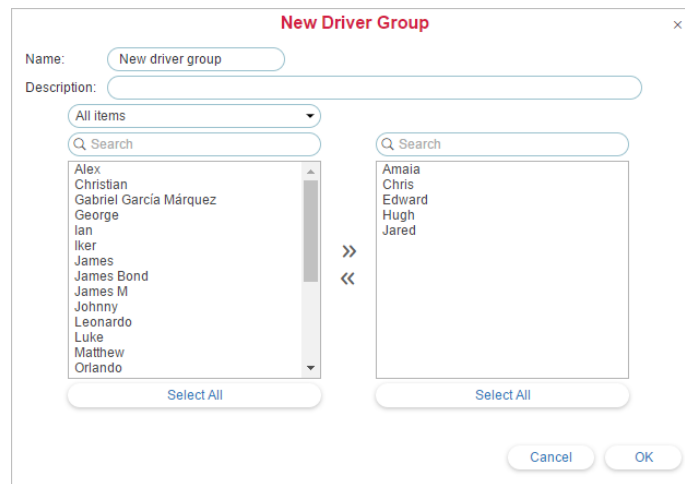 New Driver Group
×
Name: New driver group
Description:
All items
Search
Alex
Christian
Gabriel García Márquez
George
Ian
Iker
James
James Bond
James M
Johnny
Leonardo
Luke
Matthew
Orlando
Select All
»
«
Search
Amaia
Chris
Edward
Hugh
Jared
Select All
Cancel OK